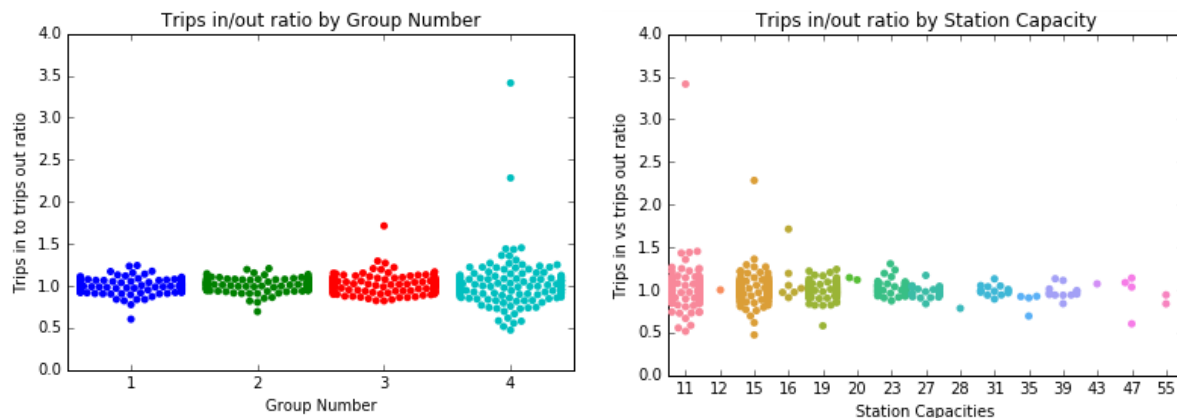 Trips in/out ratio by Group Number
4.0
3.5
3.0
2.5
2.0
1.5
1.0
0.5
0.0
Trips in to trips out ratio
1 2 3 4
Group Number
Trips in/out ratio by Station Capacity
4.0
3.5
3.0
2.5
2.0
1.5
1.0
0.5
0.0
Trips in vs trips out ratio
11 12 15 16 19 20 23 27 28 31 35 39 43 47 55
Station Capacities